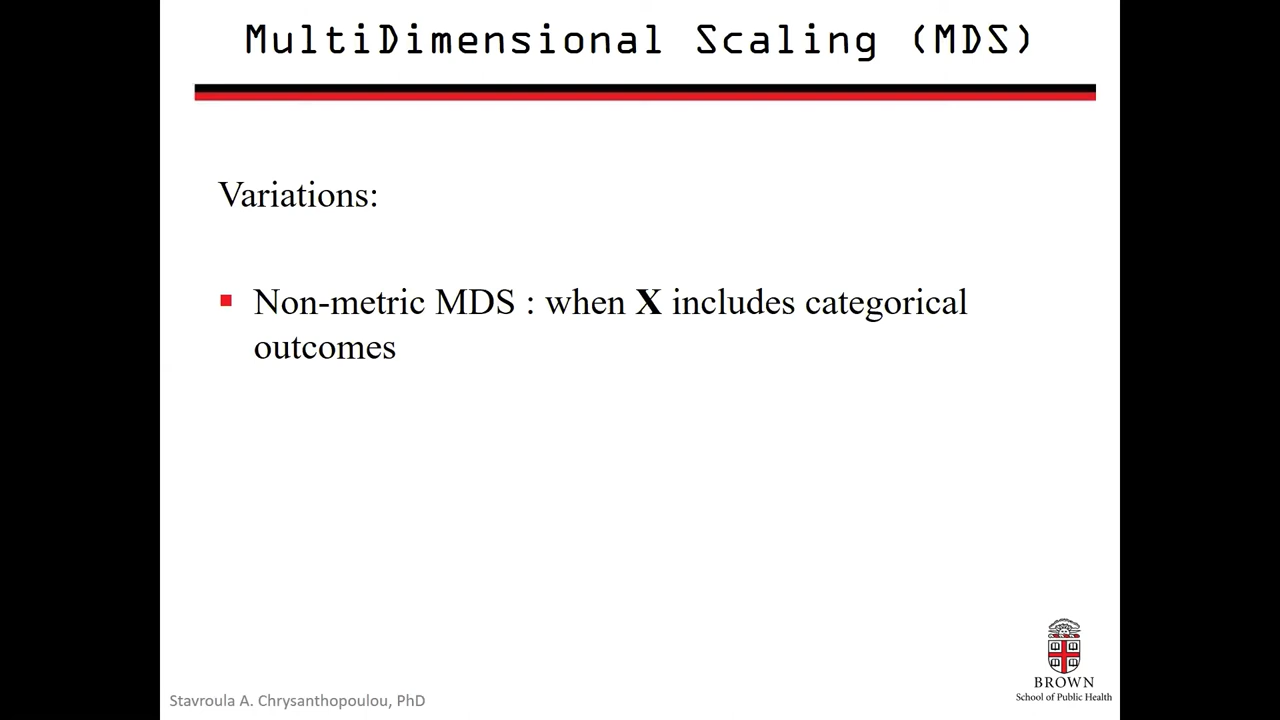 MultiDimensional Scaling (MDS)
Variations:
Non-metric MDS : when X includes categorical
outcomes
BROWN
School of Public Health
Stavroula A. Chrysanthopoulou, PhD